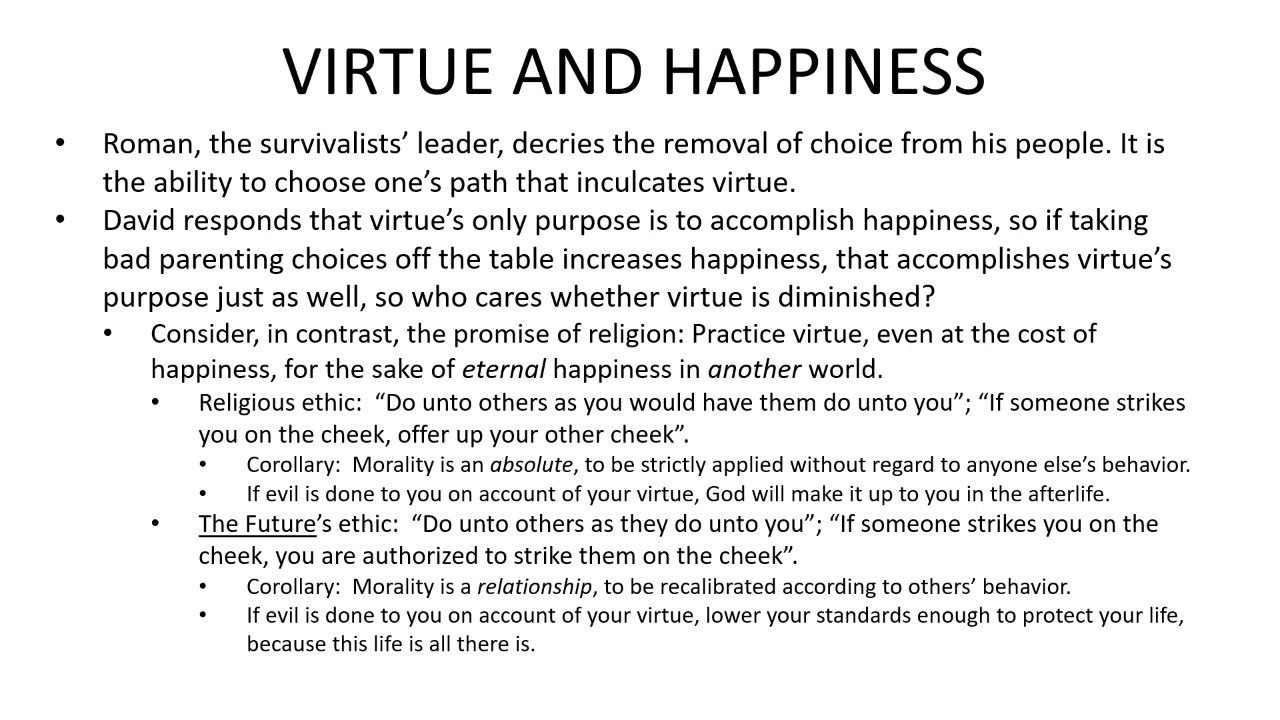 VIRTUE AND HAPPINESS
• Roman, the survivalists’ leader, decries the removal of choice from his people. It is
the ability to choose one’s path that inculcates virtue.
• David responds that virtue’s only purpose is to accomplish happiness, so if taking
bad parenting choices off the table increases happiness, that accomplishes virtue’s
purpose just as well, so who cares whether virtue is diminished?
• Consider, in contrast, the promise of religion: Practice virtue, even at the cost of
happiness, for the sake of eternal happiness in another world.
• Religious ethic:  “Do unto others as you would have them do unto you”; “If someone strikes
you on the cheek, offer up your other cheek”.
• Corollary:  Morality is an absolute, to be strictly applied without regard to anyone else’s behavior.
• If evil is done to you on account of your virtue, God will make it up to you in the afterlife.
• The Future’s ethic:  “Do unto others as they do unto you”; “If someone strikes you on the
cheek, you are authorized to strike them on the cheek”.
• Corollary:  Morality is a relationship, to be recalibrated according to others’ behavior.
• If evil is done to you on account of your virtue, lower your standards enough to protect your life,
because this life is all there is.